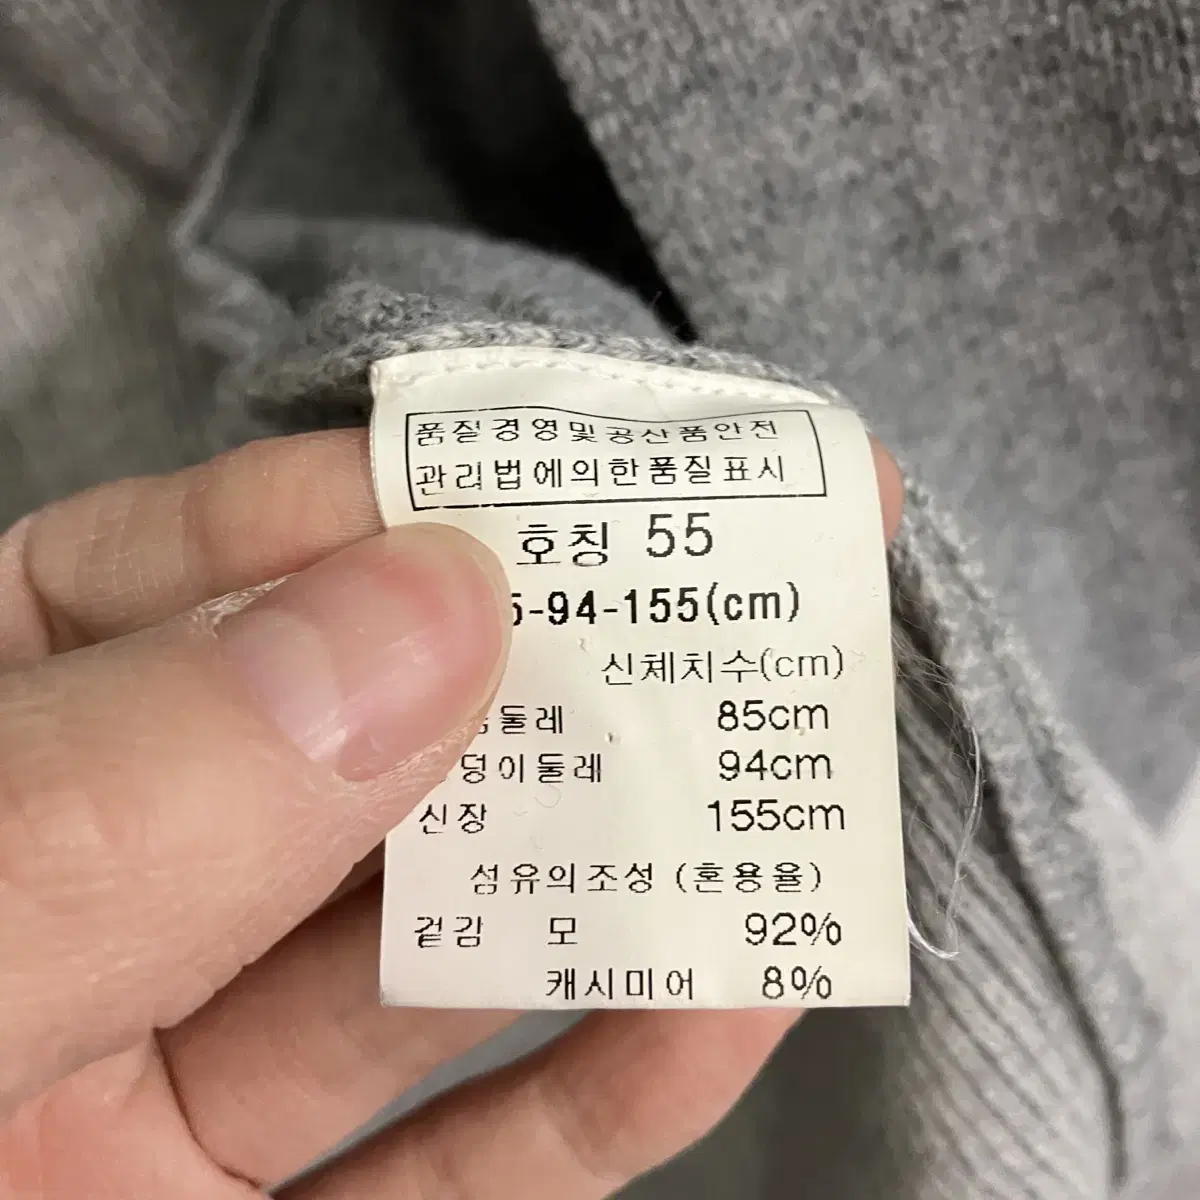 품질경영및공산품안전
관리법에의한품질표시
호칭 55
5-94-155(cm)
신체치수(cm)
둘레 85cm
덩이둘레 94cm
신장 155cm
섬유의조성 (혼용율)
겉감 모 92%
캐시미어 8%